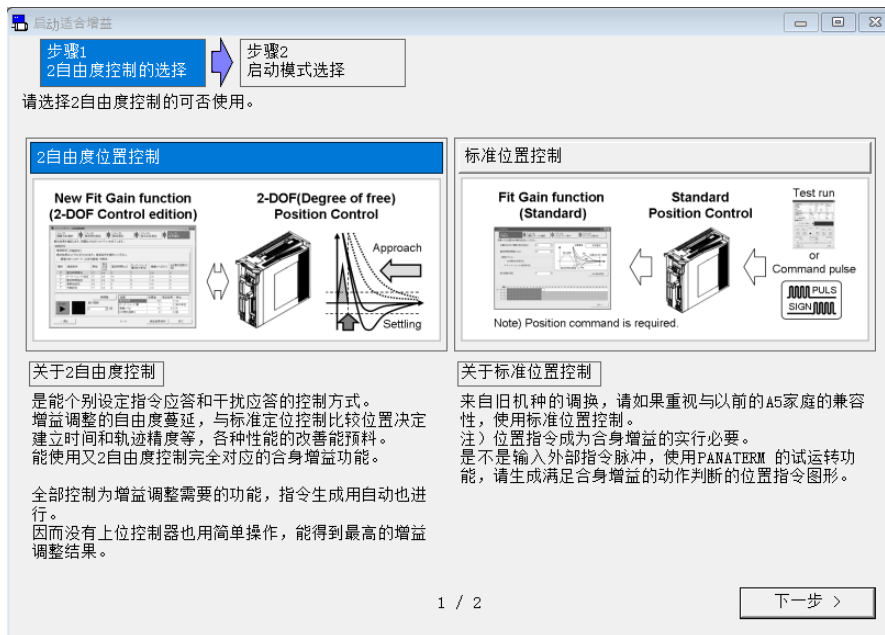 启动适合增益
步骤1
2自由度控制的选择
步骤2
启动模式选择
请选择2自由度控制的可否使用。
2自由度位置控制
New Fit Gain function
(2-DOF Control edition)
2-DOF(Degree of free)
Position Control
Approach
Settling
关于2自由度控制
是能个别设定指令应答和干扰应答的控制方式。
增益调整的自由度蔓延，与标准定位控制比较位置决定
建立时间和轨迹精度等，各种性能的改善能预料。
能使用又2自由度控制完全对应的合身增益功能。
全部控制为增益调整需要的功能，指令生成用自动也进
行。
因而没有上位控制器也用简单操作，能得到最高的增益
调整结果。
标准位置控制
Fit Gain function
(Standard)
Standard
Position Control
Test run
or
Command pulse
PULS
SIGN
Note) Position command is required.
关于标准位置控制
来自旧机种的调换，请如果重视与以前的A5家庭的兼容
性，使用标准位置控制。
注）位置指令成为合身增益的实行必要。
是不是输入外部指令脉冲，使用PANATERM 的试运转功
能，请生成满足合身增益的动作判断的位置指令图形。
1 / 2
下一步 >